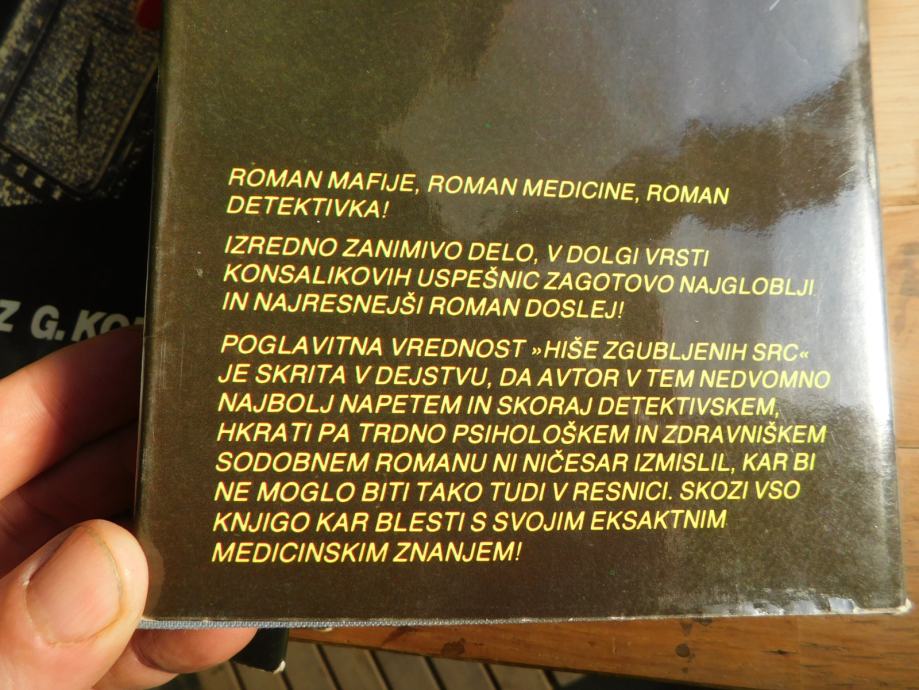 ROMAN MAFIJE, ROMAN MEDICINE, ROMAN
DETEKTIVKA!
IZREDNO ZANIMIVO DELO, V DOLGI VRSTI
KONSALIKOVIH USPEŠNIC ZAGOTOVO NAJGLOBLJI
IN NAJRESNEJŠI ROMAN DOSLEJ!
POGLAVITNA VREDNOST »HIŠE ZGUBLJENIH SRC«
JE SKRITA V DEJSTVU, DA AVTOR V TEM NEDVOMNO
NAJBOLJ NAPETEM IN SKORAJ DETEKTIVSKEM,
HKRATI PA TRDNO PSIHOLOŠKEM IN ZDRAVNIŠKEM
SODOBNEM ROMANU NI NIČESAR IZMISLIL, KAR BI
NE MOGLO BITI TAKO TUDI V RESNICI. SKOZI VSO
KNJIGO KAR BLESTI S SVOJIM EKSAKTNIM
MEDICINSKIM ZNANJEM!
Z G.